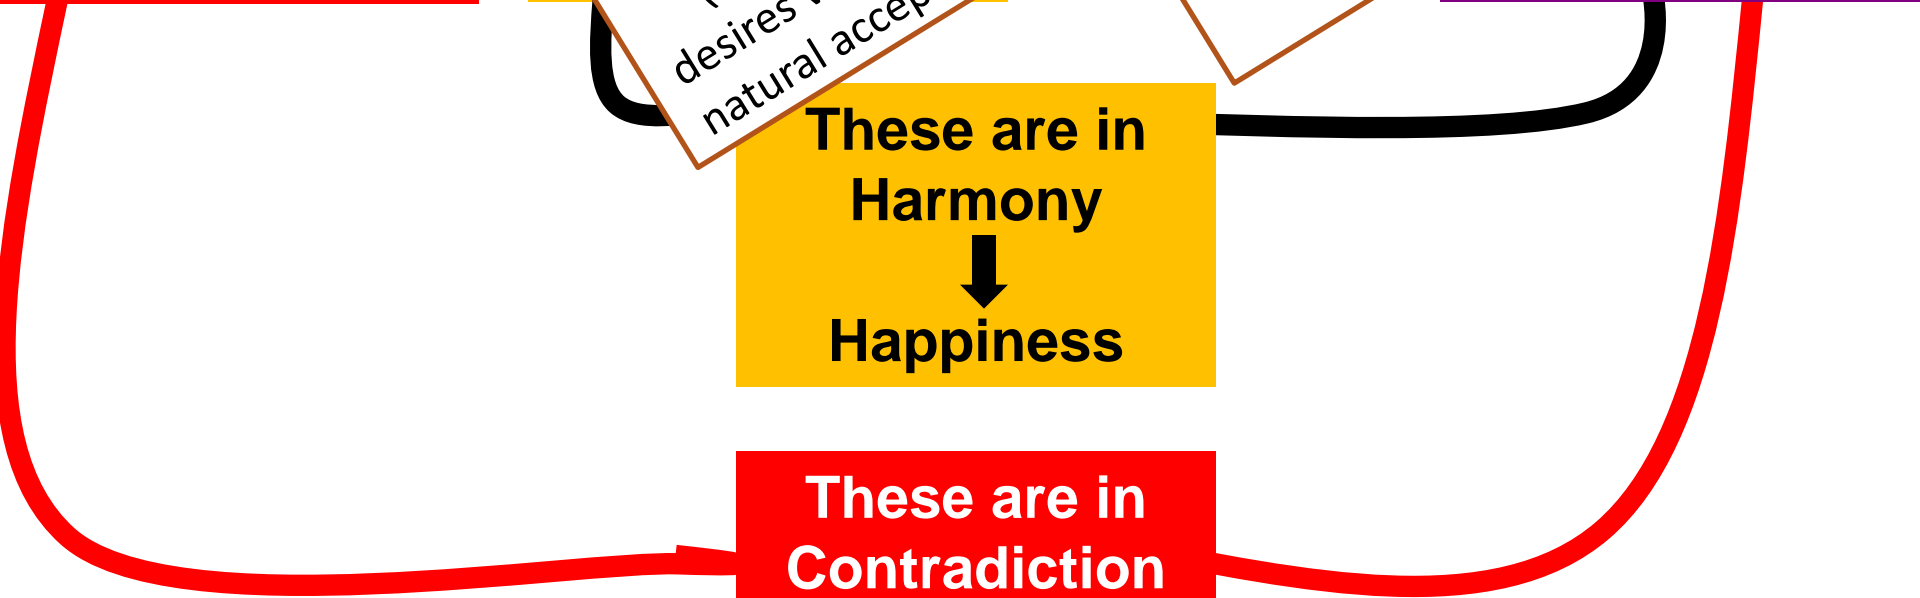 desires
natural accep
These are in
Harmony
Happiness
These are in
Contradiction